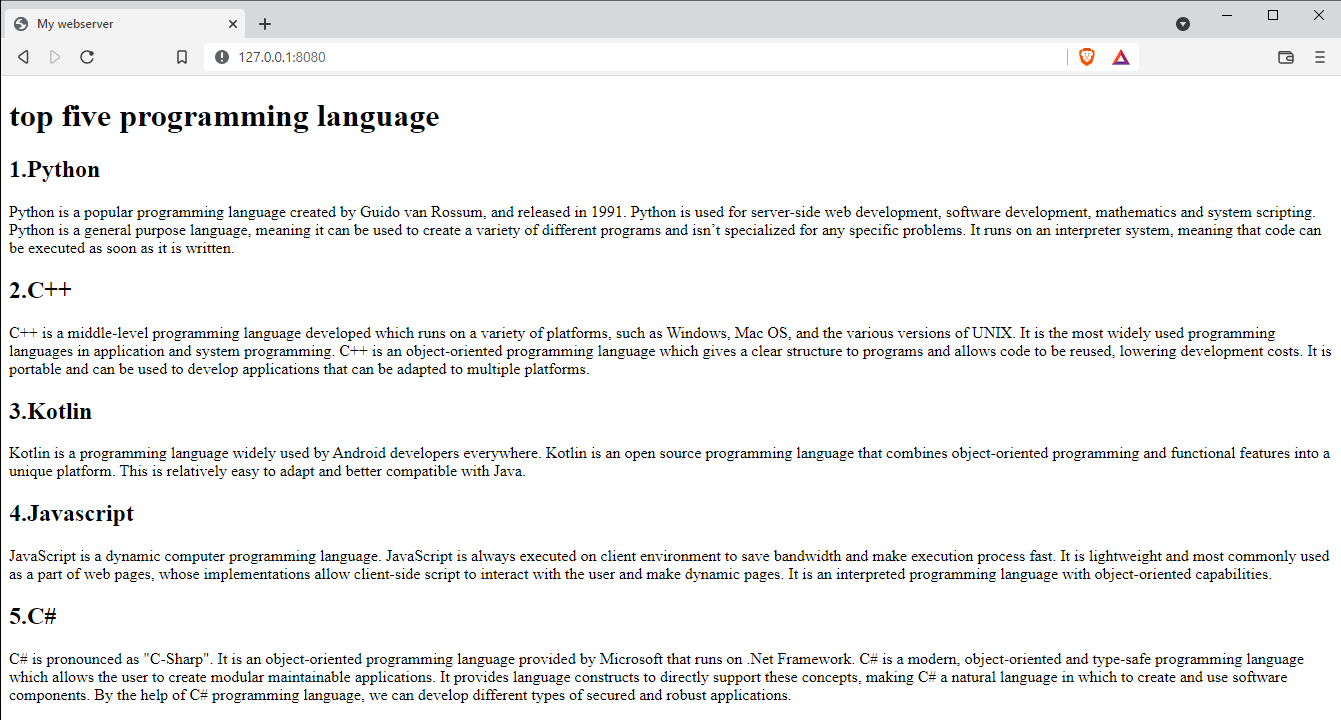 My webserver
127.0.0.1:8080
top five programming language
1.Python
Python is a popular programming language created by Guido van Rossum, and released in 1991. Python is used for server-side web development, software development, mathematics and system scripting.
Python is a general purpose language, meaning it can be used to create a variety of different programs and isn’t specialized for any specific problems. It runs on an interpreter system, meaning that code can
be executed as soon as it is written.
2.C++
C++ is a middle-level programming language developed which runs on a variety of platforms, such as Windows, Mac OS, and the various versions of UNIX. It is the most widely used programming
languages in application and system programming. C++ is an object-oriented programming language which gives a clear structure to programs and allows code to be reused, lowering development costs. It is
portable and can be used to develop applications that can be adapted to multiple platforms.
3.Kotlin
Kotlin is a programming language widely used by Android developers everywhere. Kotlin is an open source programming language that combines object-oriented programming and functional features into a
unique platform. This is relatively easy to adapt and better compatible with Java.
4.Javascript
JavaScript is a dynamic computer programming language. JavaScript is always executed on client environment to save bandwidth and make execution process fast. It is lightweight and most commonly used
as a part of web pages, whose implementations allow client-side script to interact with the user and make dynamic pages. It is an interpreted programming language with object-oriented capabilities.
5.C#
C# is pronounced as "C-Sharp". It is an object-oriented programming language provided by Microsoft that runs on .Net Framework. C# is a modern, object-oriented and type-safe programming language
which allows the user to create modular maintainable applications. It provides language constructs to directly support these concepts, making C# a natural language in which to create and use software
components. By the help of C# programming language, we can develop different types of secured and robust applications.